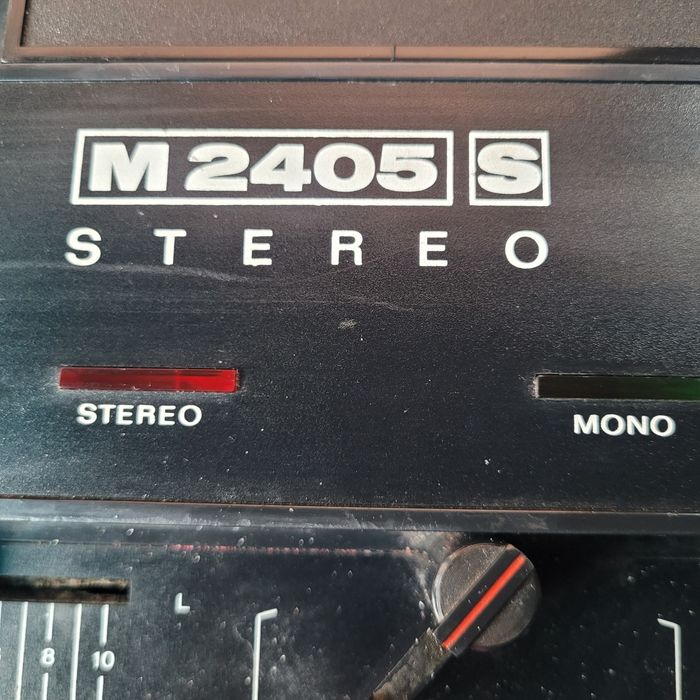 M 2405 S
STEREO
STEREO
MONO
L
8 10